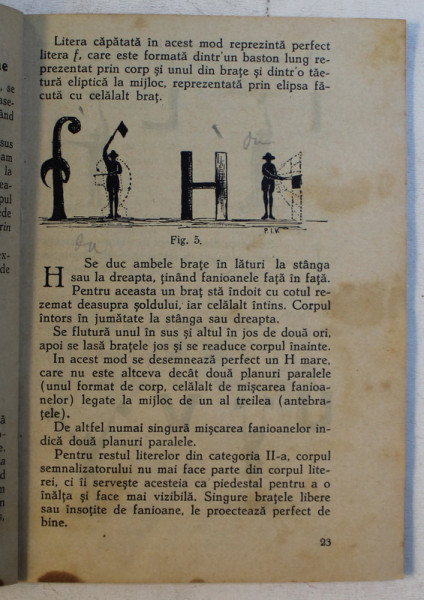 Litera căpătată în acest mod reprezintă perfect
litera f, care este formată dintr'un baston lung re-
prezentat prin corp și unul din brațe și dintr'o tăe-
tură eliptică la mijloc, reprezentată prin elipsa fă-
cută cu celălalt braț.
f H
P.I.V.
Fig. 5.
H Se duc ambele brațe în lături la stânga
sau la dreapta, ținând fanioanele față în față.
Pentru aceasta un braț stă îndoit cu cotul re-
zemat deasupra șoldului, iar celălalt întins. Corpul
întors în jumătate la stânga sau dreapta.
Se flutură unul în sus și altul în jos de două ori,
apoi se lasă brațele jos și se readuce corpul înainte.
In acest mod se desemnează perfect un H mare,
care nu este altceva decât două planuri paralele
(unul format de corp, celălalt de mișcarea fanioa-
nelor) legate la mijloc de un al treilea (antebra-
țele).
De altfel numai singură mișcarea fanioanelor in-
dică două planuri paralele.
Pentru restul literelor din categoria II-a, corpul
semnalizatorului nu mai face parte din corpul lite-
rei, ci îi servește acesteia ca piedestal pentru a o
înălța și face mai vizibilă. Singure brațele libere
sau însoțite de fanioane, le proectează perfect de
bine.
23